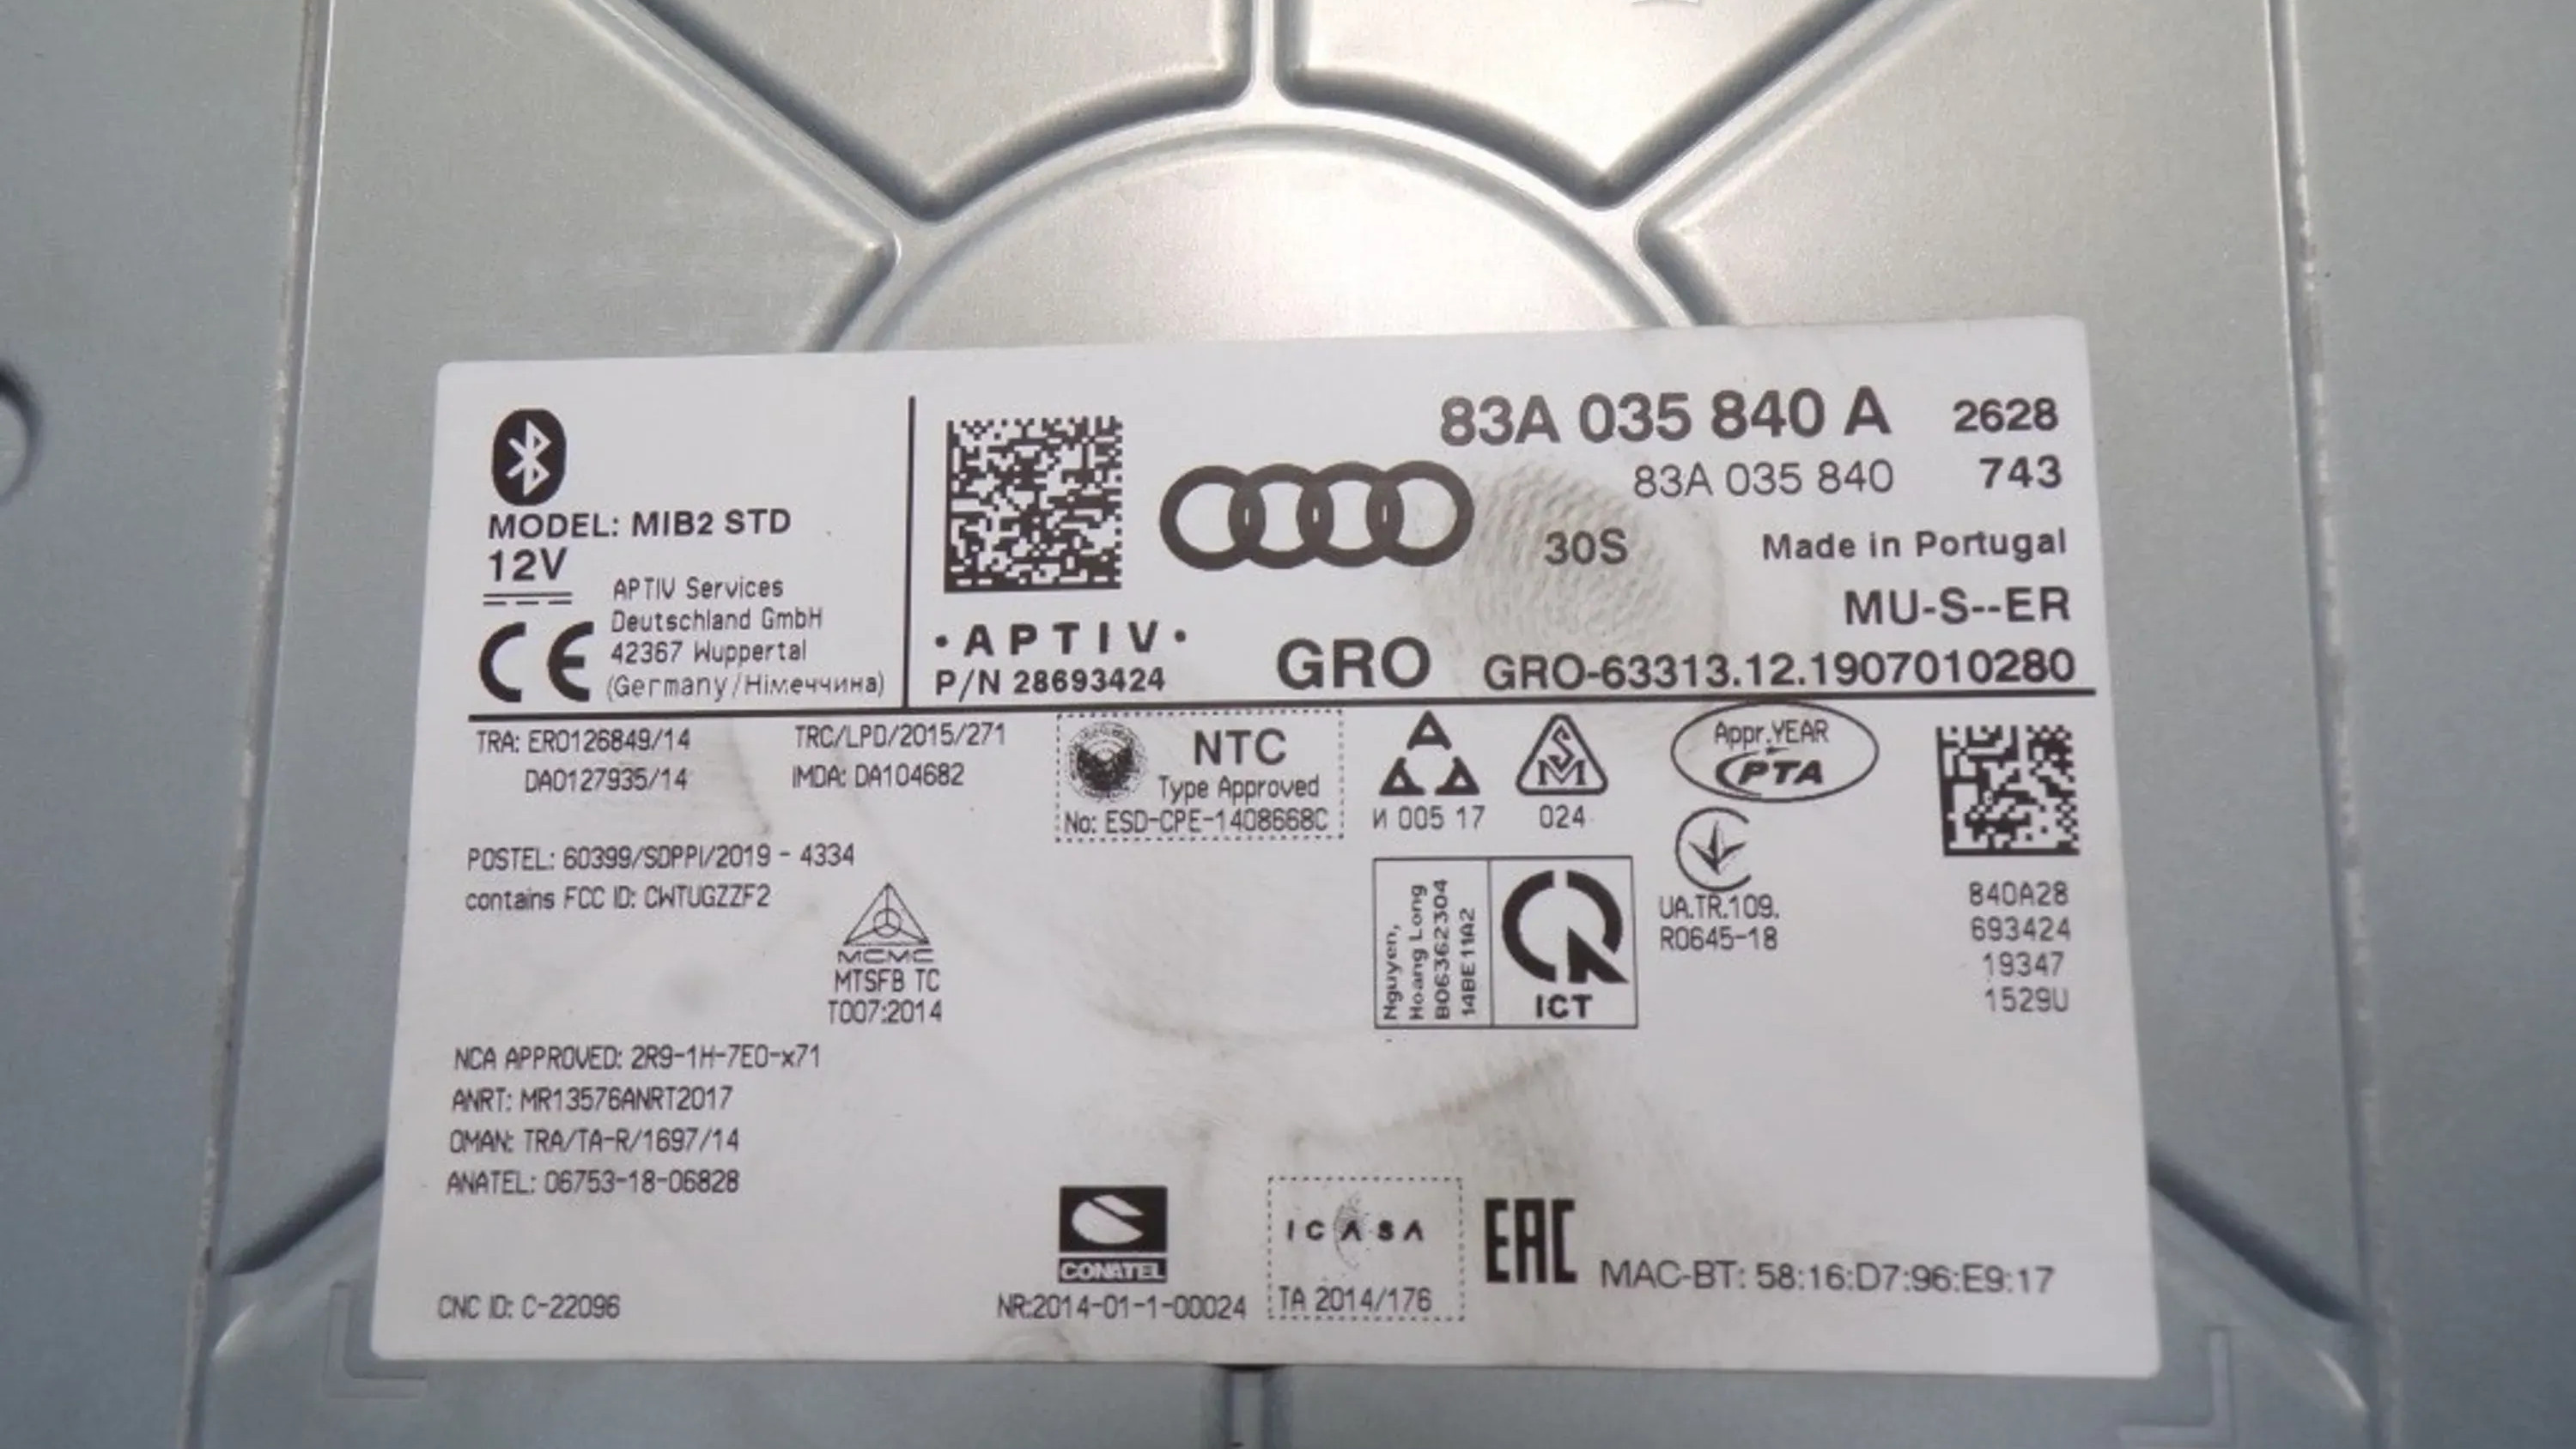 83A 035 840 A 2628
83A 035 840 743
30S Made in Portugal
MU-S--ER
GRO GRO-63313.12.1907010280
MODEL: MIB2 STD
12V
APTIV Services
Deutschland GmbH
42367 Wuppertal
(Germany/Німеччина)
CE
·APTIV·
P/N 28693424
TRA: ER0126849/14
DA0127935/14
TRC/LPD/2015/271
IMDA: DA104682
NTC
Type Approved
No: ESD-CPE-1408668C
И 005 17
SM
024
Appr.YEAR
PTA
POSTEL: 60399/SDPPI/2019 - 4334
contains FCC ID: CWTUGZZF2
MCMC
MTSFB TC
T007:2014
Nguyen,
Hoang Long
B06362304
14BE11A2
ICT
UA.TR.109.
R0645-18
840A28
693424
19347
1529U
NCA APPROVED: 2R9-1H-7E0-x71
ANRT: MR13576ANRT2017
OMAN: TRA/TA-R/1697/14
ANATEL: 06753-18-06828
CNC ID: C-22096
CONATEL
NR:2014-01-1-00024
ICASA
TA 2014/176
EAC
MAC-BT: 58:16:D7:96:E9:17